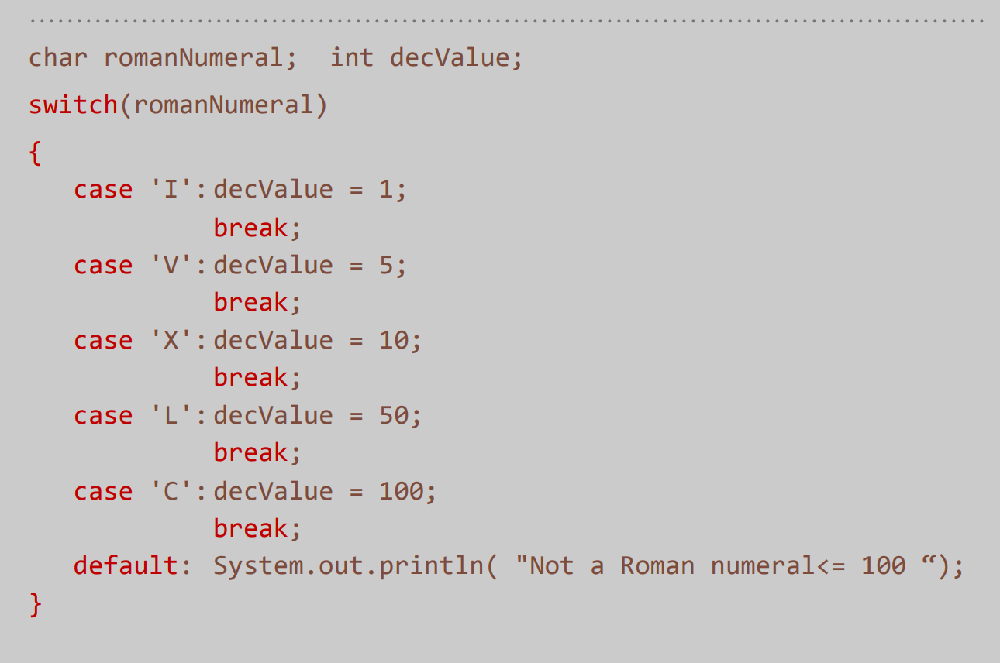 char romanNumeral;  int decValue;
switch(romanNumeral)
{
   case 'I': decValue = 1;
             break;
   case 'V': decValue = 5;
             break;
   case 'X': decValue = 10;
             break;
   case 'L': decValue = 50;
             break;
   case 'C': decValue = 100;
             break;
   default:  System.out.println( "Not a Roman numeral<= 100 “);
}